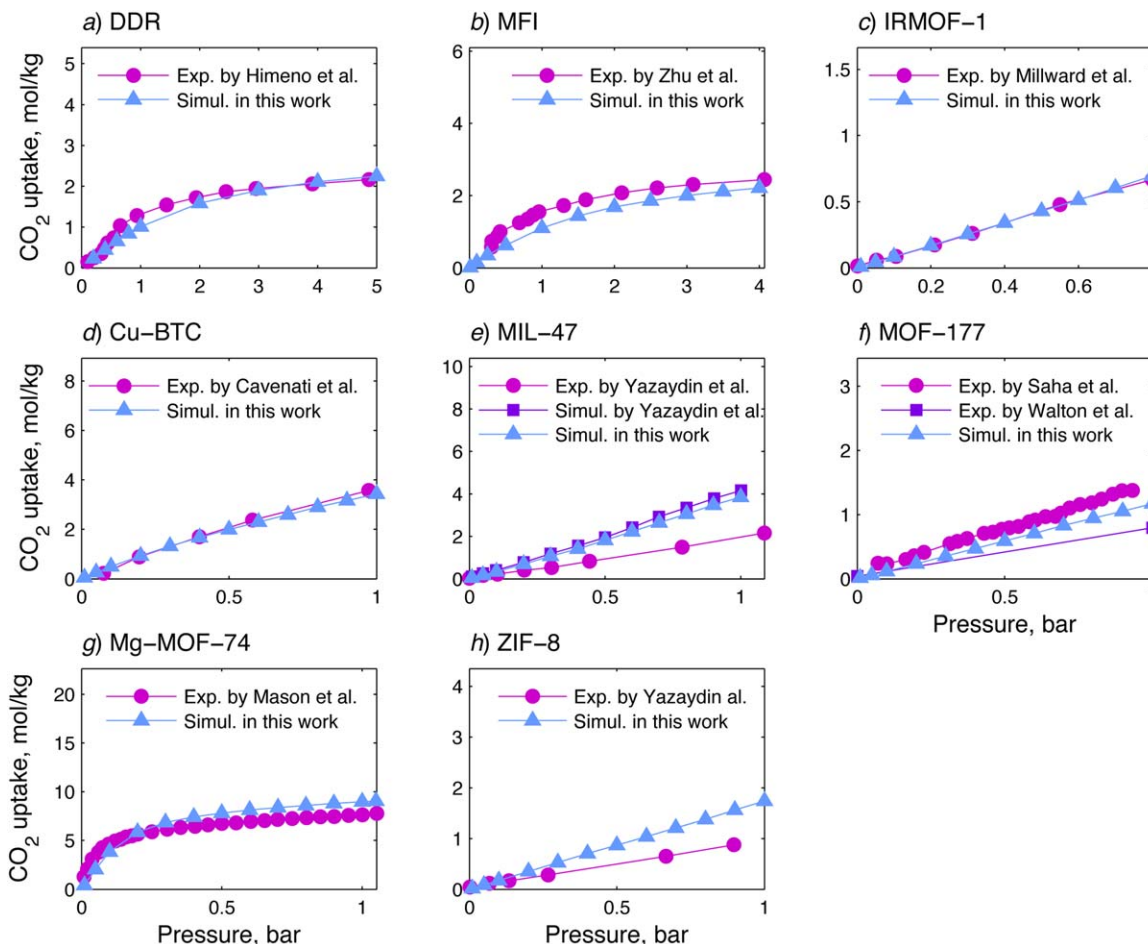 a) DDR
CO2 uptake, mol/kg
5
4
3
2
1
0
Exp. by Himeno et al.
Simul. in this work
0 1 2 3 4 5
b) MFI
6
4
2
0
Exp. by Zhu et al.
Simul. in this work
0 1 2 3 4
c) IRMOF−1
1.5
1
0.5
0
Exp. by Millward et al.
Simul. in this work
0 0.2 0.4 0.6
d) Cu−BTC
CO2 uptake, mol/kg
8
6
4
2
0
Exp. by Cavenati et al.
Simul. in this work
0 0.5 1
e) MIL−47
10
8
6
4
2
0
Exp. by Yazaydin et al.
Simul. by Yazaydin et al.
Simul. in this work
0 0.5 1
f) MOF−177
3
2
1
0
Exp. by Saha et al.
Exp. by Walton et al.
Simul. in this work
0 0.5
Pressure, bar
g) Mg−MOF−74
CO2 uptake, mol/kg
20
15
10
5
0
Exp. by Mason et al.
Simul. in this work
0 0.5 1
Pressure, bar
h) ZIF−8
4
3
2
1
0
Exp. by Yazaydin al.
Simul. in this work
0 0.5 1
Pressure, bar